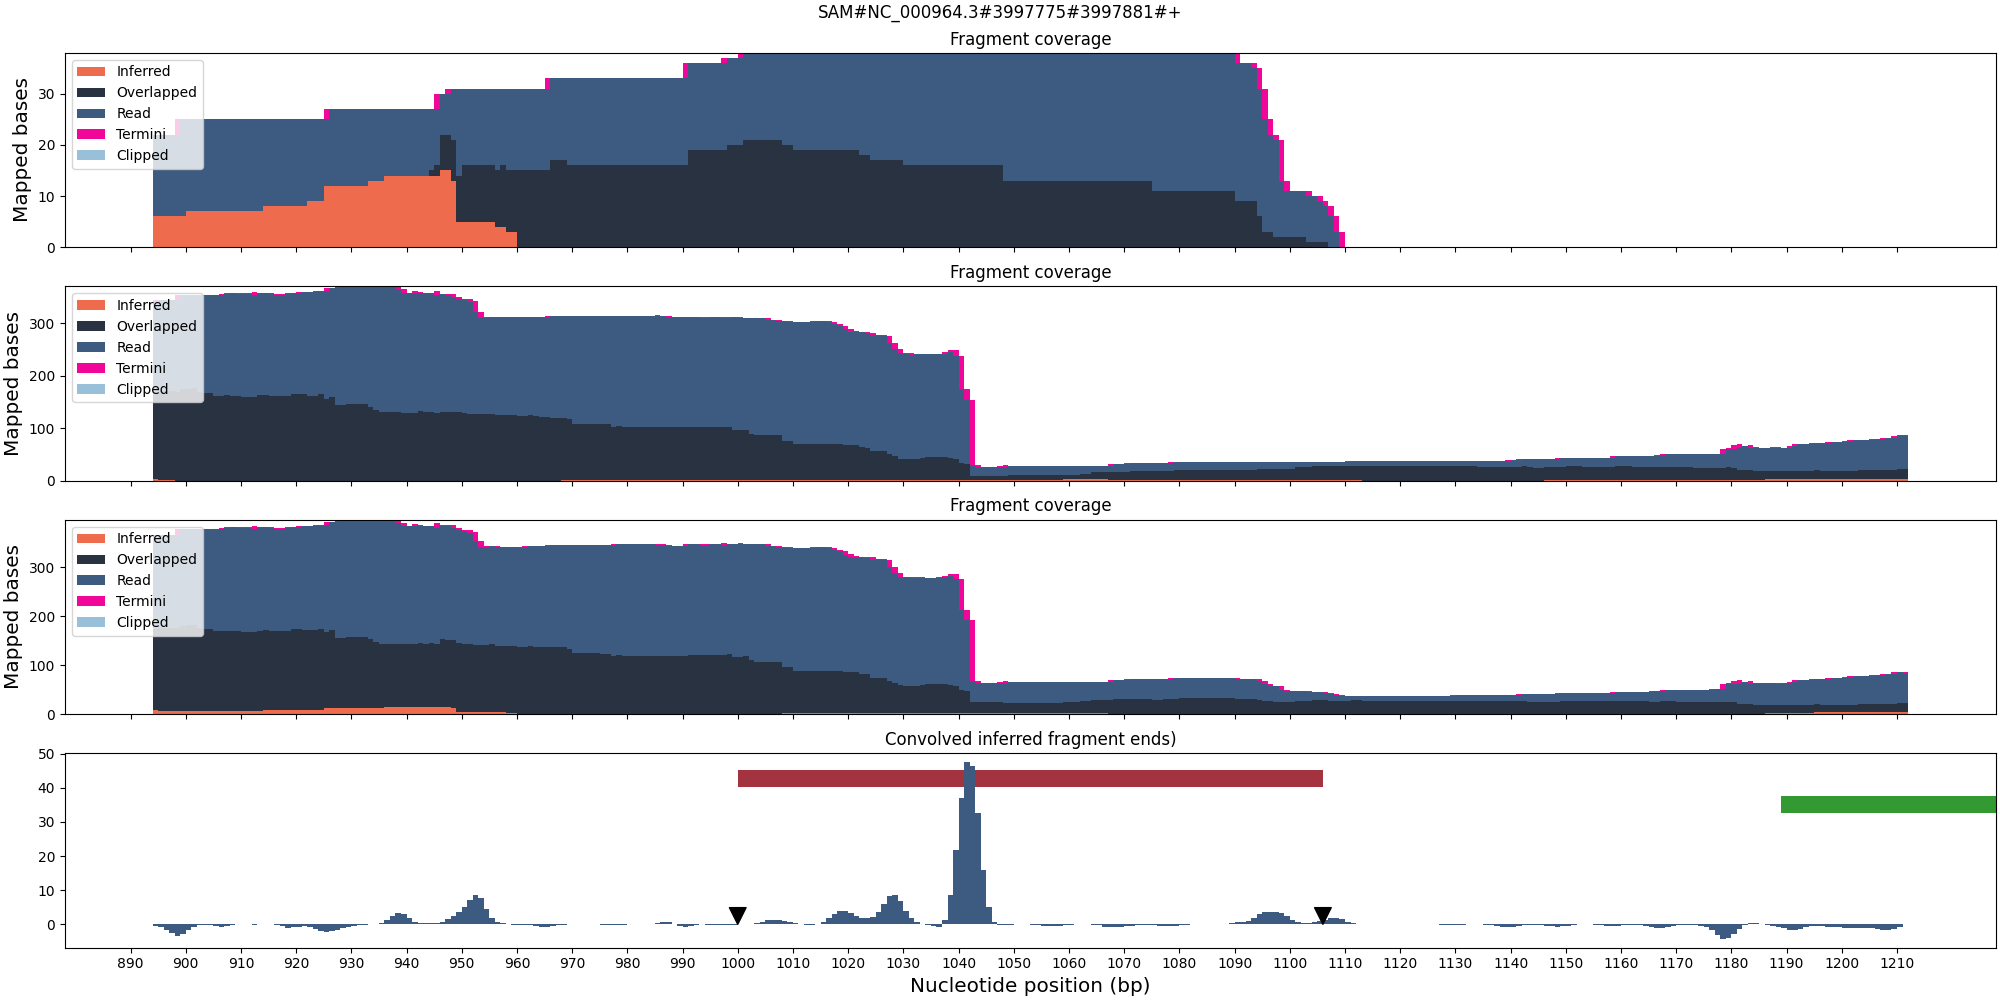 SAM#NC_000964.3#3997775#3997881#+
Fragment coverage
Mapped bases
30
20
10
0
Inferred
Overlapped
Read
Termini
Clipped
Fragment coverage
Mapped bases
300
200
100
0
Inferred
Overlapped
Read
Termini
Clipped
Fragment coverage
Mapped bases
300
200
100
0
Inferred
Overlapped
Read
Termini
Clipped
Convolved inferred fragment ends)
50
40
30
20
10
0
890 900 910 920 930 940 950 960 970 980 990 1000 1010 1020 1030 1040 1050 1060 1070 1080 1090 1100 1110 1120 1130 1140 1150 1160 1170 1180 1190 1200 1210
Nucleotide position (bp)